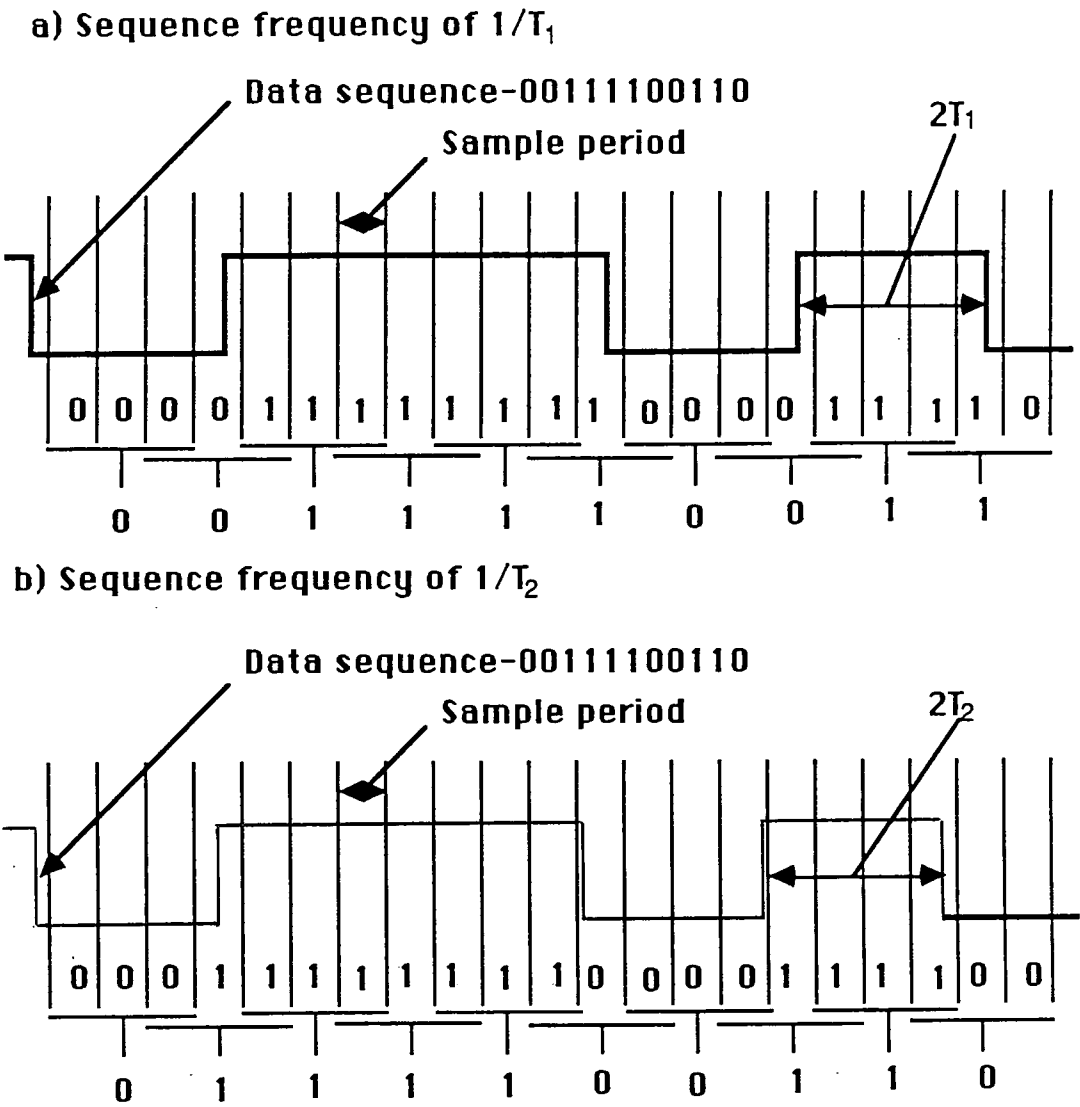 a) Sequence frequency of 1/T₁
Data sequence-00111100110
Sample period
2T₁
0 0 0 0 1 1 1 1 1 1 1 1 0 0 0 0 1 1 1 1 0
0 0 1 1 1 1 0 0 1 1
b) Sequence frequency of 1/T₂
Data sequence-00111100110
Sample period
2T₂
0 0 0 1 1 1 1 1 1 1 1 0 0 0 0 1 1 1 1 0 0
0 1 1 1 1 0 0 1 1 0